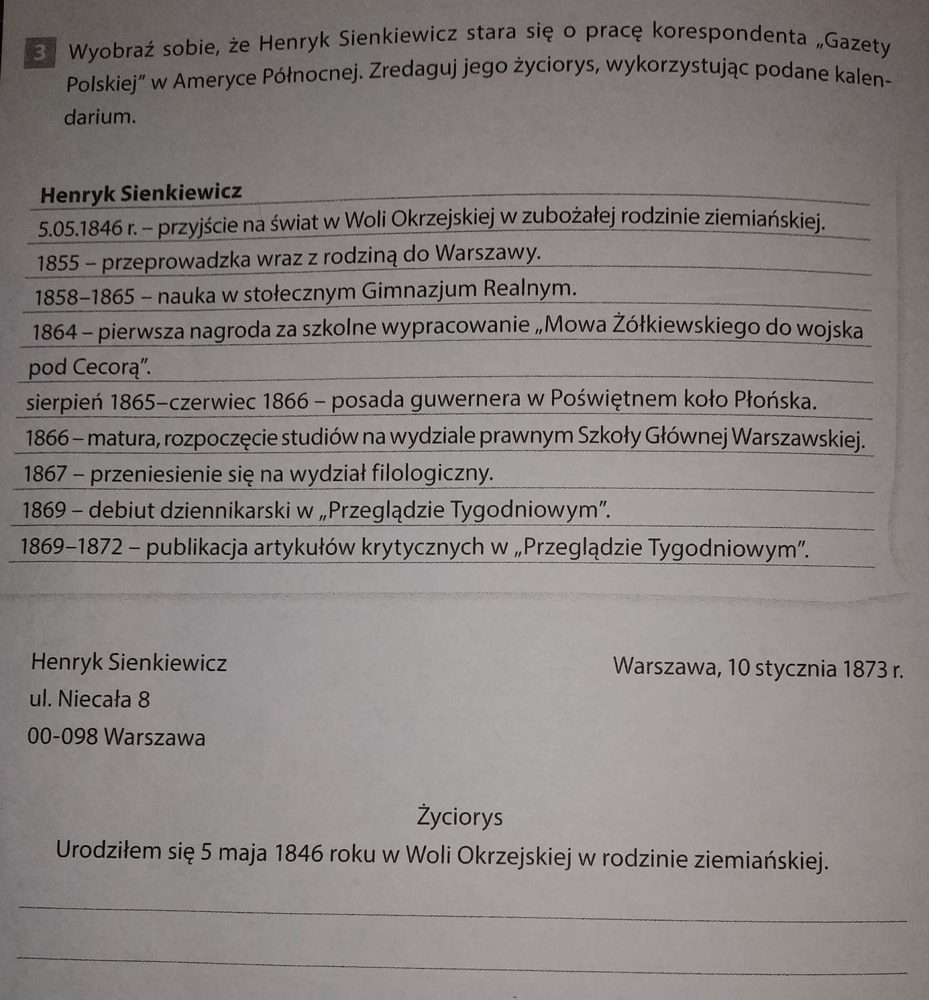 3 Wyobraź sobie, że Henryk Sienkiewicz stara się o pracę korespondenta „Gazety
Polskiej” w Ameryce Północnej. Zredaguj jego życiorys, wykorzystując podane kalen-
darium.
Henryk Sienkiewicz
5.05.1846 r. – przyjście na świat w Woli Okrzejskiej w zubożałej rodzinie ziemiańskiej.
1855 – przeprowadzka wraz z rodziną do Warszawy.
1858–1865 – nauka w stołecznym Gimnazjum Realnym.
1864 – pierwsza nagroda za szkolne wypracowanie „Mowa Żółkiewskiego do wojska
pod Cecorą”.
sierpień 1865–czerwiec 1866 – posada guwernera w Poświętnem koło Płońska.
1866 – matura, rozpoczęcie studiów na wydziale prawnym Szkoły Głównej Warszawskiej.
1867 – przeniesienie się na wydział filologiczny.
1869 – debiut dziennikarski w „Przeglądzie Tygodniowym”.
1869–1872 – publikacja artykułów krytycznych w „Przeglądzie Tygodniowym”.
Henryk Sienkiewicz
Warszawa, 10 stycznia 1873 r.
ul. Niecała 8
00-098 Warszawa
Życiorys
Urodziłem się 5 maja 1846 roku w Woli Okrzejskiej w rodzinie ziemiańskiej.